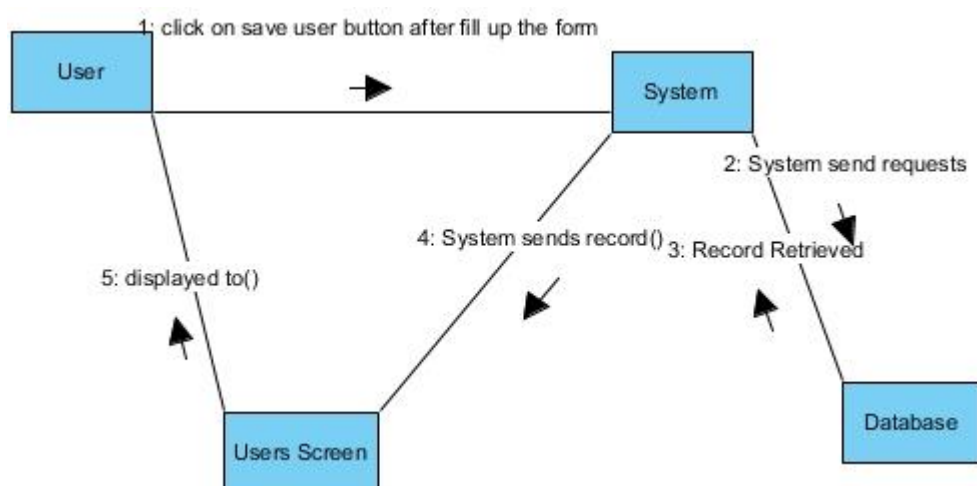 1: click on save user button after fill up the form
User
System
2: System send requests
4: System sends record()
3: Record Retrieved
5: displayed to()
Database
Users Screen